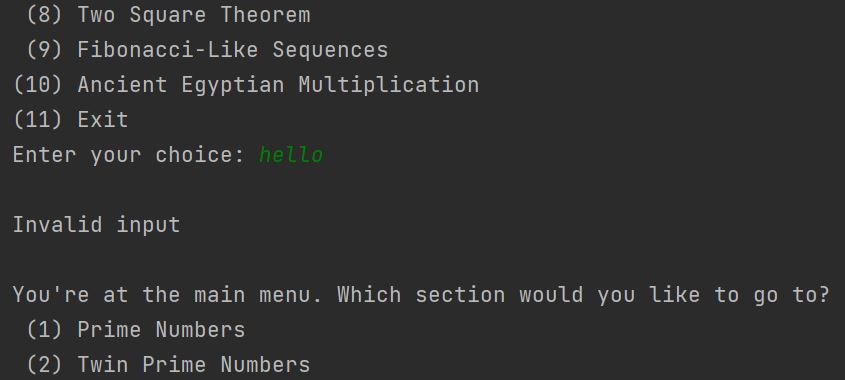 (8) Two Square Theorem
(9) Fibonacci-Like Sequences
(10) Ancient Egyptian Multiplication
(11) Exit
Enter your choice: hello
Invalid input
You're at the main menu. Which section would you like to go to?
(1) Prime Numbers
(2) Twin Prime Numbers